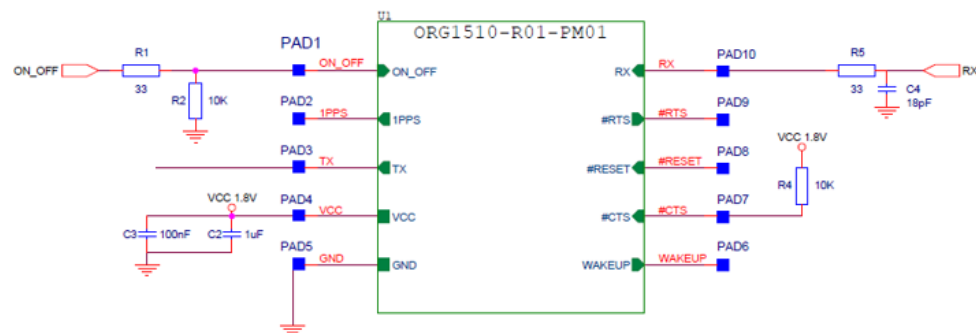 U1
ORG1510-R01-PM01
ON_OFF
R1
33
R2
10K
PAD1
ON_OFF
ON_OFF
PAD2
1PPS
1PPS
PAD3
TX
TX
VCC 1.8V
PAD4
VCC
VCC
C3
100nF
C2
1uF
PAD5
GND
GND
RX
RX
PAD10
R5
33
RX
C4
18pF
#RTS
#RTS
PAD9
#RESET
#RESET
PAD8
VCC 1.8V
R4
10K
#CTS
#CTS
PAD7
WAKEUP
WAKEUP
PAD6